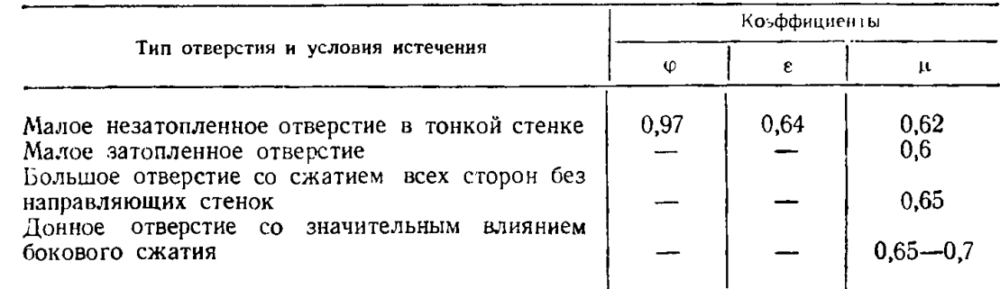 Тип отверстия и условия истечения
Коэффициенты
φ ε μ
Малое незатопленное отверстие в тонкой стенке 0,97 0,64 0,62
Малое затопленное отверстие — — 0,6
Большое отверстие со сжатием всех сторон без
направляющих стенок — — 0,65
Донное отверстие со значительным влиянием
бокового сжатия — — 0,65—0,7